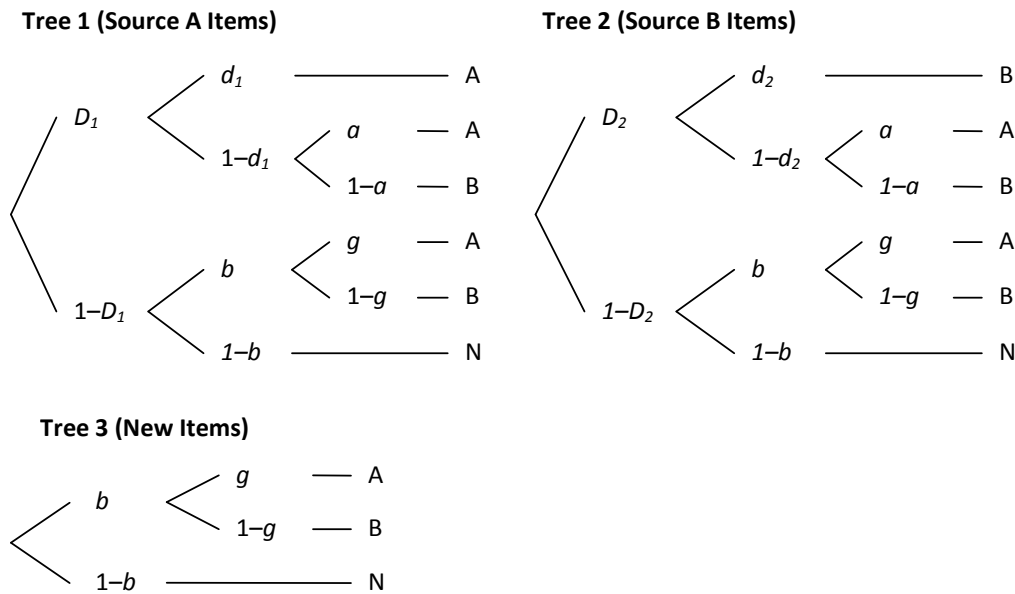 Tree 1 (Source A Items) Tree 2 (Source B Items)
d₁ A d₂ B
D₁ D₂
a A a A
1–d₁ 1–d₂
1–a B 1–a B
g A g A
b b
1–g B 1–g B
1–D₁ 1–D₂
1–b N 1–b N
Tree 3 (New Items)
g A
b
1–g B
1–b N